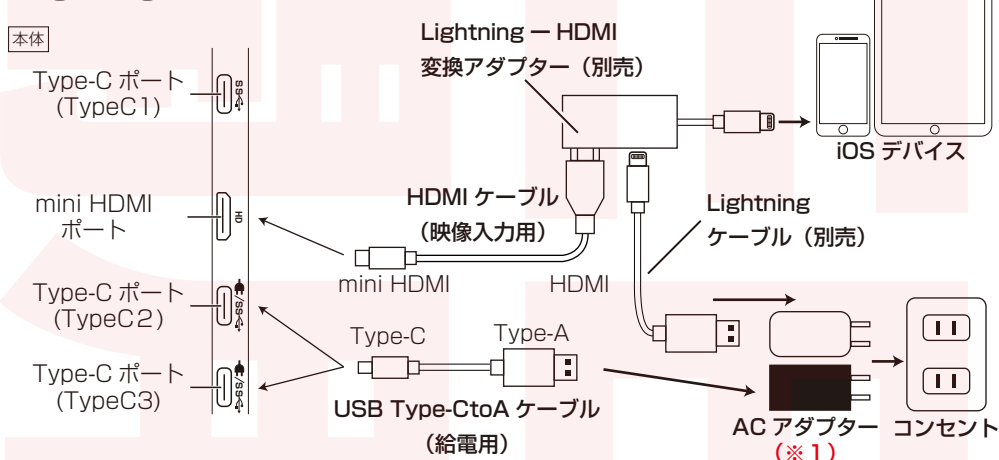 本体
Type-C ポート
(TypeC1)
mini HDMI
ポート
Type-C ポート
(TypeC2)
Type-C ポート
(TypeC3)
SS
HD
/SS
/SS
Lightning ー HDMI
変換アダプター（別売）
iOS デバイス
HDMI ケーブル
（映像入力用）
mini HDMI
HDMI
Lightning
ケーブル（別売）
Type-C
Type-A
USB Type-CtoA ケーブル
（給電用）
AC アダプター
（※１）
コンセント